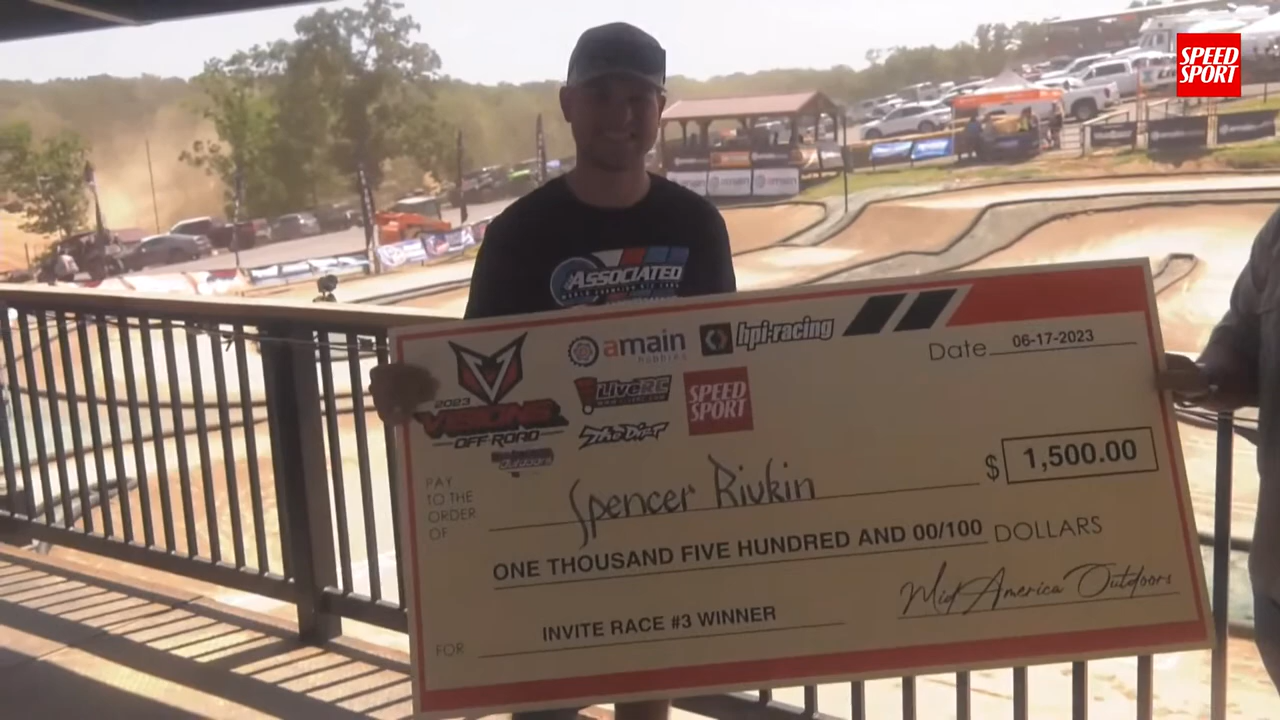 SPEED
SPORT
ASSOCIATED
amain
HOBBIES
hpi-racing
Date 06-17-2023
2023
VISIONS
OFF ROAD
LiveRC
THE DIRT
SPEED
SPORT
PAY
TO THE
ORDER
OF
Spencer Rivkin
$ 1,500.00
ONE THOUSAND FIVE HUNDRED AND 00/100 DOLLARS
Mid America Outdoors
FOR INVITE RACE #3 WINNER